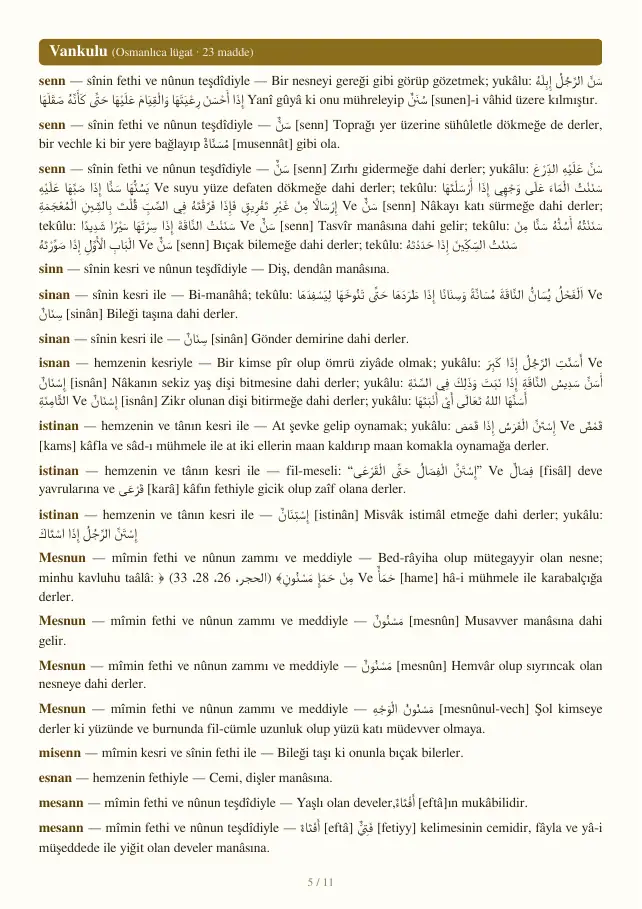 Vankulu (Osmanlıca lügat · 23 madde)
senn — sînin fethi ve nûnun teşdîdiyle — Bir nesneyi gereği gibi görüp gözetmek; yukâlu: سَنَّ الرَّجُلُ إِبِلَهُ
إِذَا أَحْسَنَ رِعْيَتَهَا وَالْقِيَامَ عَلَيْهَا حَتَّى كَأَنَّهُ صَقَلَهَا Yanî gûyâ ki onu mühreleyip سُنَنٌ [sunen]-i vâhid üzere kılmıştır.
senn — sînin fethi ve nûnun teşdîdiyle — سَنٌّ [senn] Toprağı yer üzerine sühûletle dökmeğe de derler,
bir vechle ki bir yere bağlayıp مُسَنَّاةٌ [musennât] gibi ola.
senn — sînin fethi ve nûnun teşdîdiyle — سَنٌّ [senn] Zırhı gidermeğe dahi derler; yukâlu: سَنَّ عَلَيْهِ الدِّرْعَ
يَسُنُّهَا سَنًّا إِذَا صَبَّهَا عَلَيْهِ Ve suyu yüze defaten dökmeğe dahi derler; tekûlu: سَنَنْتُ الْمَاءَ عَلَى وَجْهِي إِذَا أَرْسَلْتَهَا
إِرْسَالًا مِنْ غَيْرِ تَفْرِيقٍ فَإِذَا فَرَّقْتَهُ فِي الصَّبِّ قُلْتَ بِالشِّينِ الْمُعْجَمَةِ Ve سَنٌّ [senn] Nâkayı katı sürmeğe dahi derler;
tekûlu: سَنَنْتُ النَّاقَةَ إِذَا سِرْتَهَا سَيْرًا شَدِيدًا Ve سَنٌّ [senn] Tasvîr manâsına dahi gelir; tekûlu: سَنَنْتُهُ أَسُنُّهُ سَنًّا مِنَ
الْبَابِ الْأَوَّلِ إِذَا صَوَّرْتَهُ Ve سَنٌّ [senn] Bıçak bilemeğe dahi derler; tekûlu: سَنَنْتُ السِّكِّينَ إِذَا حَدَدْتَهُ
sinn — sînin kesri ve nûnun teşdîdiyle — Diş, dendân manâsına.
sinan — sînin kesri ile — Bi-manâhâ; tekûlu: اَلْفَحْلُ يُسَانُّ النَّاقَةَ مُسَانَّةً وَسِنَانًا إِذَا طَرَدَهَا حَتَّى تَنُوخَهَا لِيَسْفِدَهَا Ve
سِنَانٌ [sinân] Bileği taşına dahi derler.
sinan — sînin kesri ile — سِنَانٌ [sinân] Gönder demirine dahi derler.
isnan — hemzenin kesriyle — Bir kimse pîr olup ömrü ziyâde olmak; yukâlu: أَسَنَّتِ الرَّجُلُ إِذَا كَبِرَ Ve
إِسْنَانٌ [isnân] Nâkanın sekiz yaş dişi bitmesine dahi derler; yukâlu: أَسَنَّ سَدِيسُ النَّاقَةِ إِذَا نَبَتَ وَذَلِكَ فِي السَّنَةِ
الثَّامِنَةِ Ve إِسْنَانٌ [isnân] Zikr olunan dişi bitirmeğe dahi derler; yukâlu: أَسَنَّهَا اللهُ تَعَالَى أَيْ أَنْبَتَهَا
istinan — hemzenin ve tânın kesri ile — At şevke gelip oynamak; yukâlu: إِسْتَنَّ الْفَرَسُ إِذَا قَمَصَ Ve قَمْصٌ
[kams] kâfla ve sâd-ı mühmele ile at iki ellerin maan kaldırıp maan komakla oynamağa derler.
istinan — hemzenin ve tânın kesri ile — fil-meseli: “إِسْتَنَّ الْفِصَالُ حَتَّى الْقَرْعَى” Ve فِصَالٌ [fisâl] deve
yavrularına ve قَرْعَى [karâ] kâfın fethiyle gicik olup zaîf olana derler.
istinan — hemzenin ve tânın kesri ile — إِسْتِنَانٌ [istinân] Misvâk istimâl etmeğe dahi derler; yukâlu:
إِسْتَنَّ الرَّجُلُ إِذَا اسْتَاكَ
Mesnun — mîmin fethi ve nûnun zammı ve meddiyle — Bed-râyiha olup mütegayyir olan nesne;
minhu kavluhu taâlâ: ﴿ مِنْ حَمَإٍ مَسْنُونٍ﴾ (الحجر، 26، 28، 33) Ve حَمَأٌ [hame] hâ-i mühmele ile karabalçığa
derler.
Mesnun — mîmin fethi ve nûnun zammı ve meddiyle — مَسْنُونٌ [mesnûn] Musavver manâsına dahi
gelir.
Mesnun — mîmin fethi ve nûnun zammı ve meddiyle — مَسْنُونٌ [mesnûn] Hemvâr olup sıyrıncak olan
nesneye dahi derler.
Mesnun — mîmin fethi ve nûnun zammı ve meddiyle — مَسْنُونُ الْوَجْهِ [mesnûnul-vech] Şol kimseye
derler ki yüzünde ve burnunda fil-cümle uzunluk olup yüzü katı müdevver olmaya.
misenn — mîmin kesri ve sînin fethi ile — Bileği taşı ki onunla bıçak bilerler.
esnan — hemzenin fethiyle — Cemi, dişler manâsına.
mesann — mîmin fethi ve nûnun teşdîdiyle — Yaşlı olan develer,أَفْتَاءٌ [eftâ]ın mukâbilidir.
mesann — mîmin fethi ve nûnun teşdîdiyle — أَفْتَاءٌ [eftâ] فَتِيٌّ [fetiyy] kelimesinin cemidir, fâyla ve yâ-i
müşeddede ile yiğit olan develer manâsına.
5 / 11